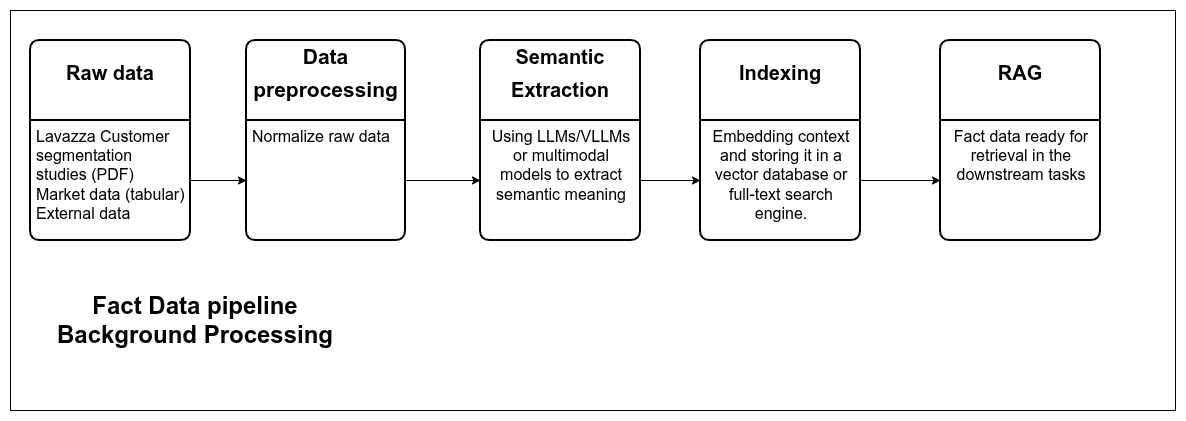 Raw data
Lavazza Customer
segmentation
studies (PDF)
Market data (tabular)
External data
Data
preprocessing
Normalize raw data
Semantic
Extraction
Using LLMs/VLLMs
or multimodal
models to extract
semantic meaning
Indexing
Embedding context
and storing it in a
vector database or
full-text search
engine.
RAG
Fact data ready for
retrieval in the
downstream tasks
Fact Data pipeline
Background Processing